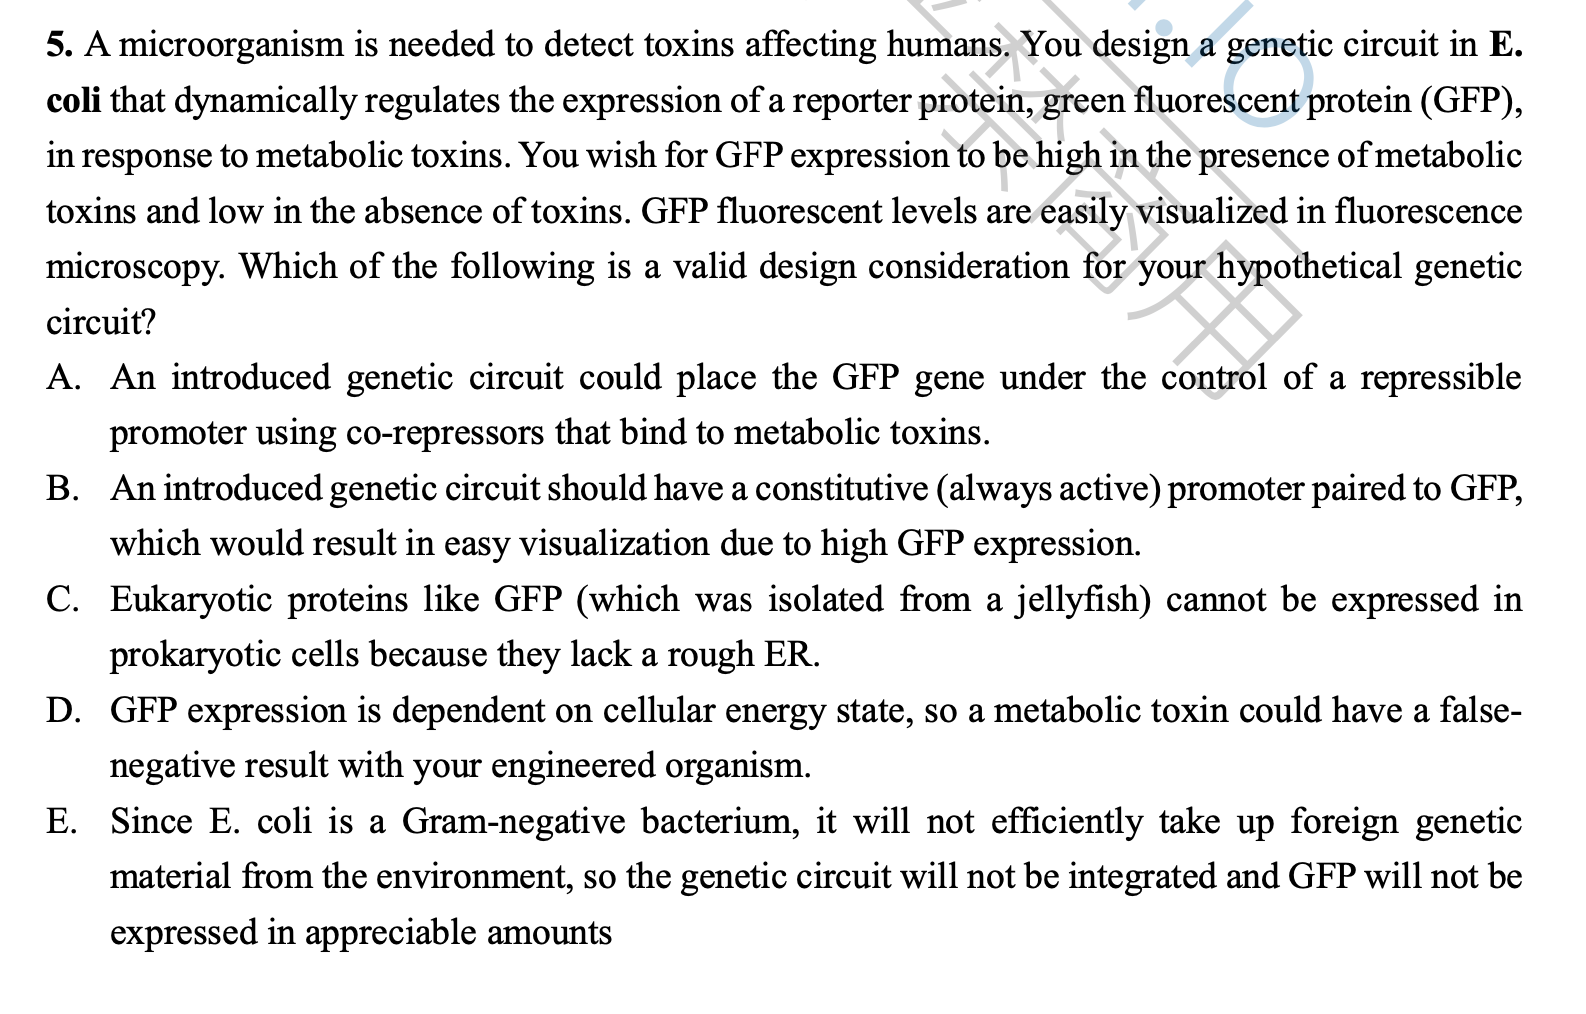 5. A microorganism is needed to detect toxins affecting humans. You design a genetic circuit in E.
coli that dynamically regulates the expression of a reporter protein, green fluorescent protein (GFP),
in response to metabolic toxins. You wish for GFP expression to be high in the presence of metabolic
toxins and low in the absence of toxins. GFP fluorescent levels are easily visualized in fluorescence
microscopy. Which of the following is a valid design consideration for your hypothetical genetic
circuit?
A. An introduced genetic circuit could place the GFP gene under the control of a repressible
promoter using co-repressors that bind to metabolic toxins.
B. An introduced genetic circuit should have a constitutive (always active) promoter paired to GFP,
which would result in easy visualization due to high GFP expression.
C. Eukaryotic proteins like GFP (which was isolated from a jellyfish) cannot be expressed in
prokaryotic cells because they lack a rough ER.
D. GFP expression is dependent on cellular energy state, so a metabolic toxin could have a false-
negative result with your engineered organism.
E. Since E. coli is a Gram-negative bacterium, it will not efficiently take up foreign genetic
material from the environment, so the genetic circuit will not be integrated and GFP will not be
expressed in appreciable amounts
禁商用